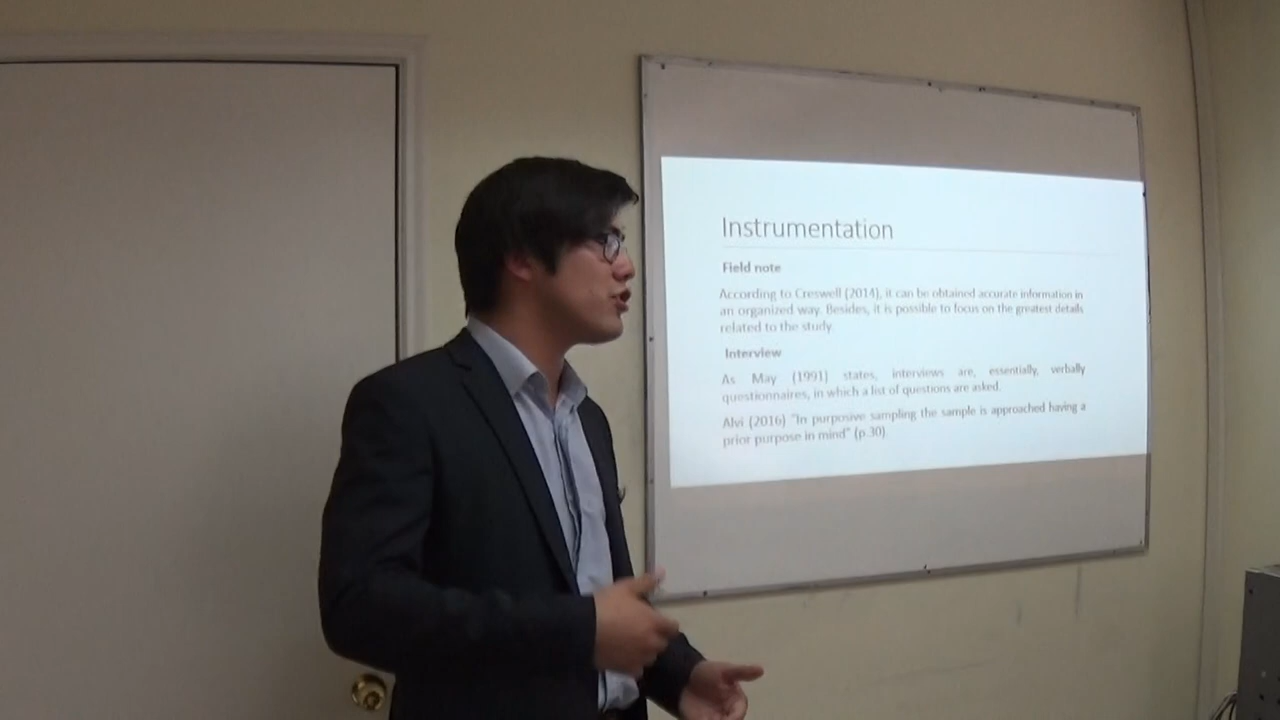 Instrumentation
Field note
According to Creswell (2014), it can be obtained accurate information in
an organized way. Besides, it is possible to focus on the greatest details
related to the study.
Interview
As May (1991) states, interviews are, essentially, verbally
questionnaires, in which a list of questions are asked.
Alvi (2016) “In purposive sampling the sample is approached having a
prior purpose in mind” (p.30).